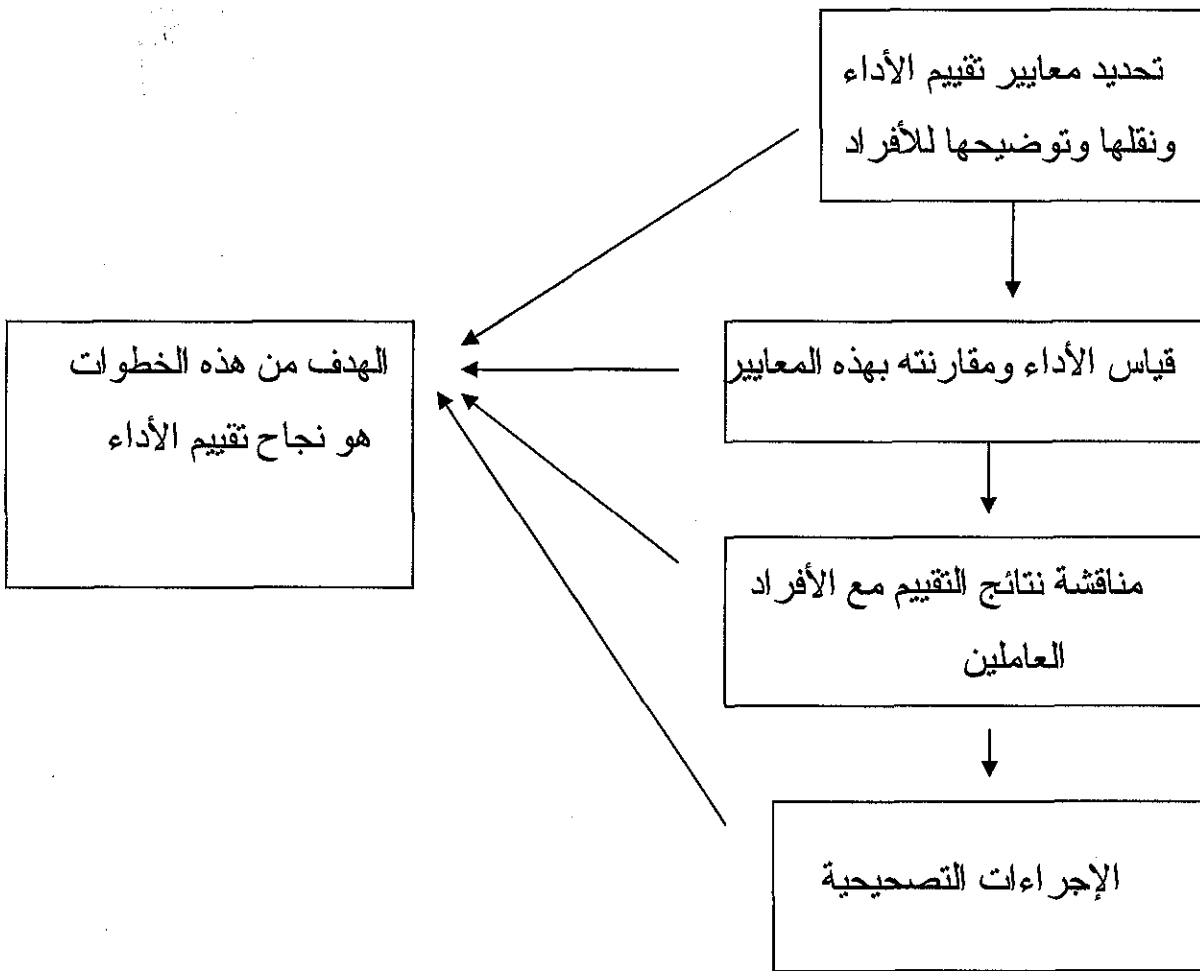 تحديد معايير تقييم الأداء
ونقلها وتوضيحها للأفراد
قياس الأداء ومقارنته بهذه المعايير
الهدف من هذه الخطوات
هو نجاح تقييم الأداء
مناقشة نتائج التقييم مع الأفراد
العاملين
الإجراءات التصحيحية